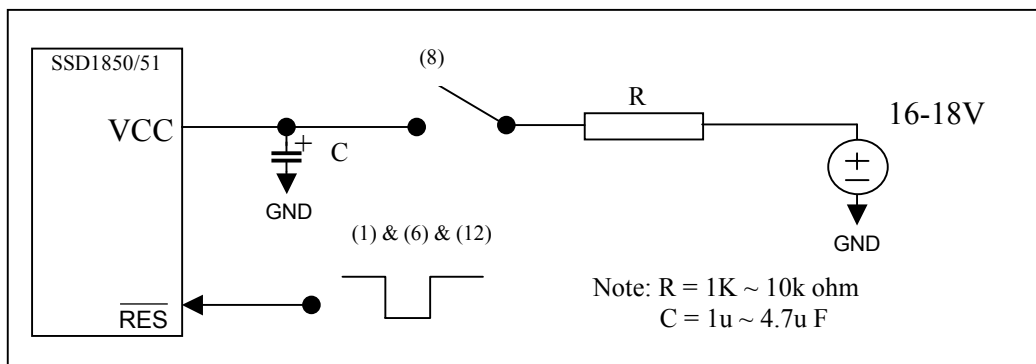 SSD1850/51
(8)
R
16-18V
VCC
+
C
GND
+
−
GND
(1) & (6) & (12)
RES
Note: R = 1K ~ 10k ohm
C = 1u ~ 4.7u F